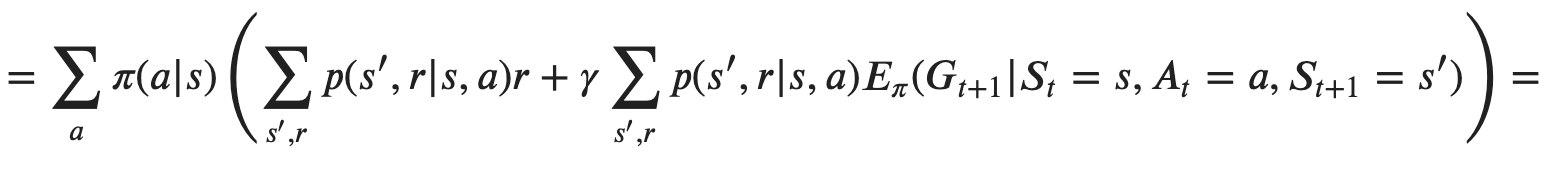 = ∑_a π(a|s) ( ∑_{s′,r} p(s′, r|s, a)r + γ ∑_{s′,r} p(s′, r|s, a)E_π(G_{t+1}|S_t = s, A_t = a, S_{t+1} = s′) ) =